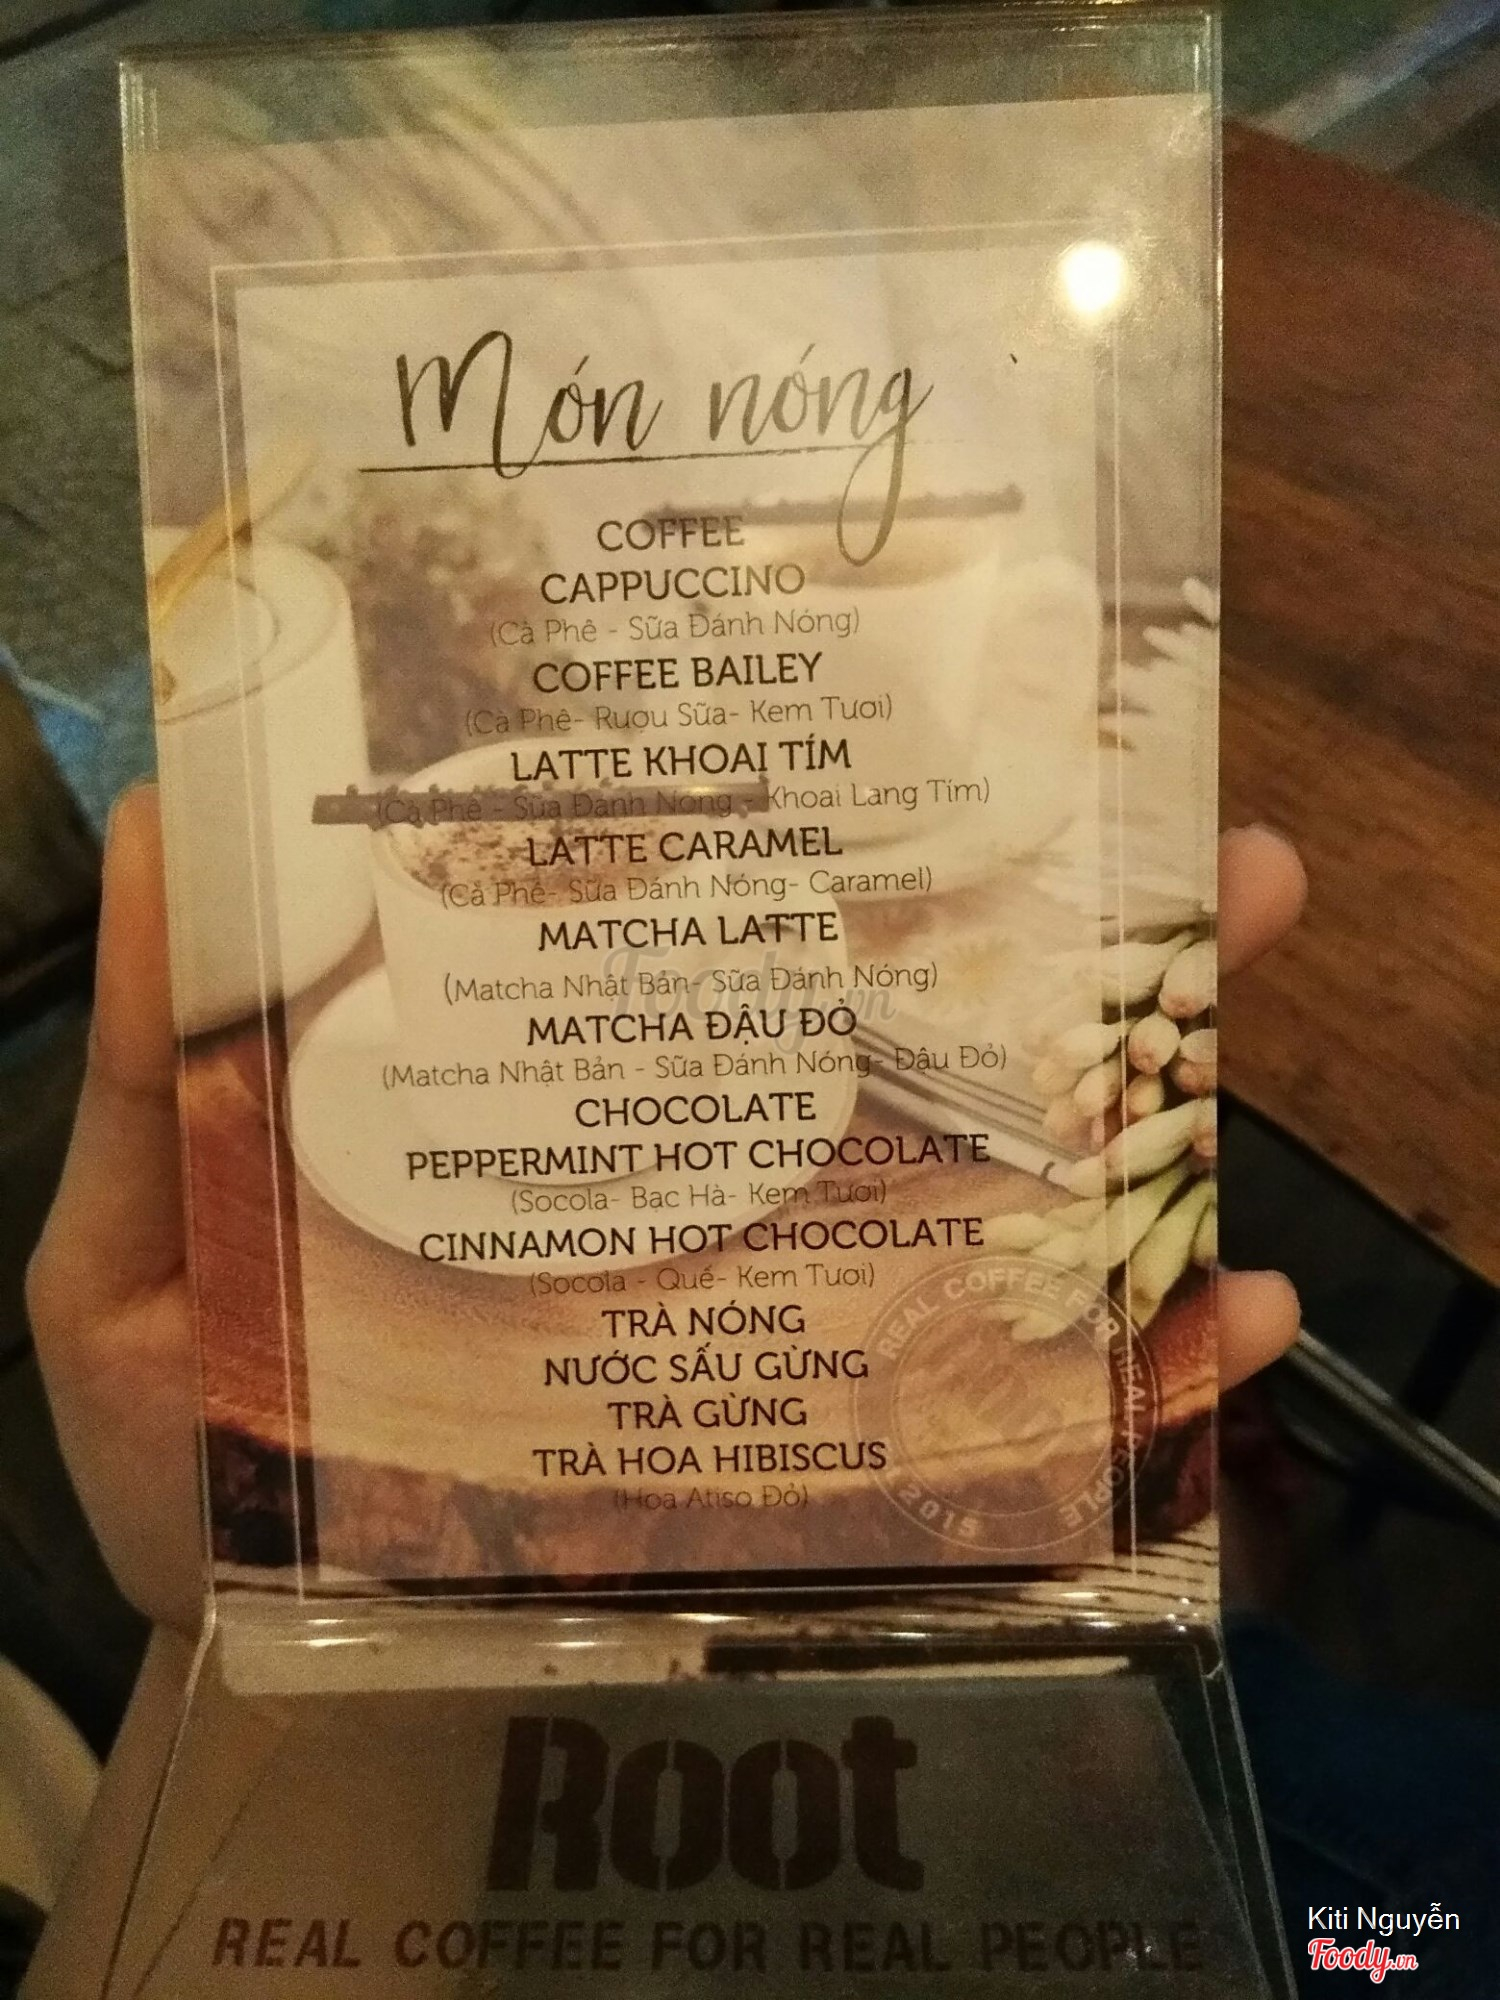 Món nóng
COFFEE
CAPPUCCINO
(Cà Phê - Sữa Đánh Nóng)
COFFEE BAILEY
(Cà Phê- Rượu Sữa- Kem Tươi)
LATTE KHOAI TÍM
(Cà Phê - Sữa Đánh Nóng - Khoai Lang Tím)
LATTE CARAMEL
(Cà Phê- Sữa Đánh Nóng- Caramel)
MATCHA LATTE
(Matcha Nhật Bản- Sữa Đánh Nóng)
MATCHA ĐẬU ĐỎ
(Matcha Nhật Bản - Sữa Đánh Nóng- Đậu Đỏ)
CHOCOLATE
PEPPERMINT HOT CHOCOLATE
(Socola- Bạc Hà- Kem Tươi)
CINNAMON HOT CHOCOLATE
(Socola - Quế- Kem Tươi)
TRÀ NÓNG
NƯỚC SẤU GỪNG
TRÀ GỪNG
TRÀ HOA HIBISCUS
(Hoa Atiso Đỏ)
REAL COFFEE FOR REAL PEOPLE
2015
Root
REAL COFFEE FOR REAL PEOPLE
Foody.vn
Kiti Nguyễn
Foody.vn